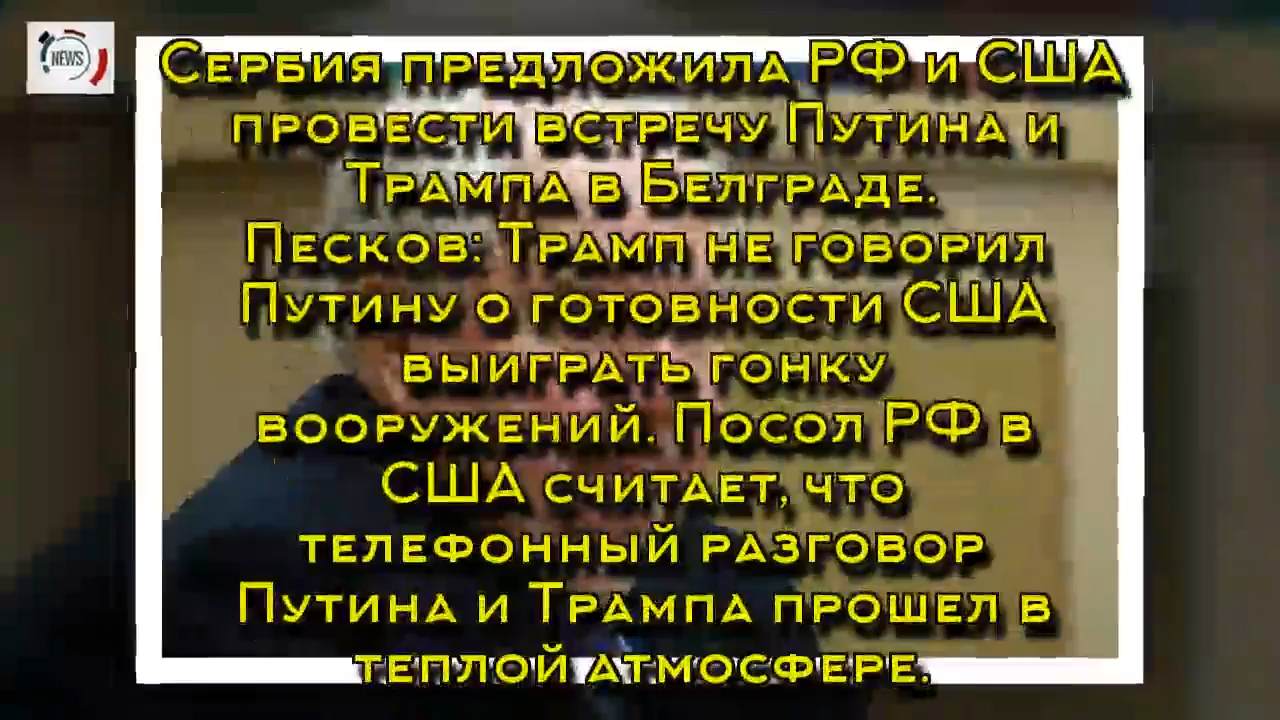 NEWS
Сербия предложила РФ и США
провести встречу Путина и
Трампа в Белграде.
Песков: Трамп не говорил
Путину о готовности США
выиграть гонку
вооружений. Посол РФ в
США считает, что
телефонный разговор
Путина и Трампа прошел в
теплой атмосфере.